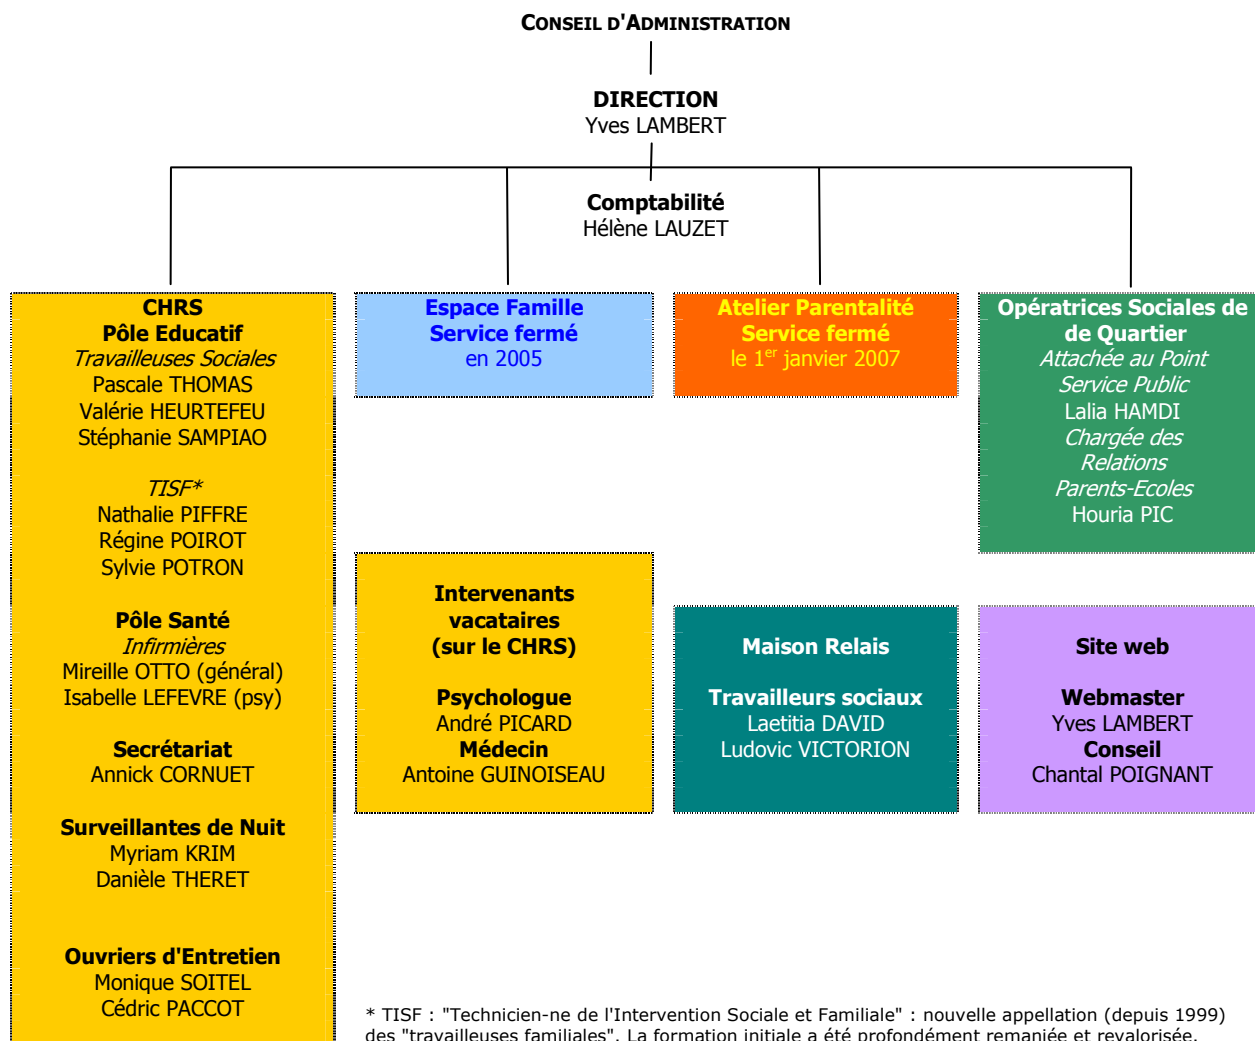 CONSEIL D'ADMINISTRATION
DIRECTION
Yves LAMBERT
Comptabilité
Hélène LAUZET
CHRS
Pôle Educatif
Travailleuses Sociales
Pascale THOMAS
Valérie HEURTEFEU
Stéphanie SAMPIAO
TISF*
Nathalie PIFFRE
Régine POIROT
Sylvie POTRON
Pôle Santé
Infirmières
Mireille OTTO (général)
Isabelle LEFEVRE (psy)
Secrétariat
Annick CORNUET
Surveillantes de Nuit
Myriam KRIM
Danièle THERET
Ouvriers d'Entretien
Monique SOITEL
Cédric PACCOT
Espace Famille
Service fermé
en 2005
Atelier Parentalité
Service fermé
le 1er janvier 2007
Opératrices Sociales de
de Quartier
Attachée au Point
Service Public
Lalia HAMDI
Chargée des
Relations
Parents-Ecoles
Houria PIC
Intervenants
vacataires
(sur le CHRS)
Psychologue
André PICARD
Médecin
Antoine GUINOISEAU
Maison Relais
Travailleurs sociaux
Laetitia DAVID
Ludovic VICTORION
Site web
Webmaster
Yves LAMBERT
Conseil
Chantal POIGNANT
* TISF : "Technicien-ne de l'Intervention Sociale et Familiale" : nouvelle appellation (depuis 1999)
des "travailleuses familiales". La formation initiale a été profondément remaniée et revalorisée.